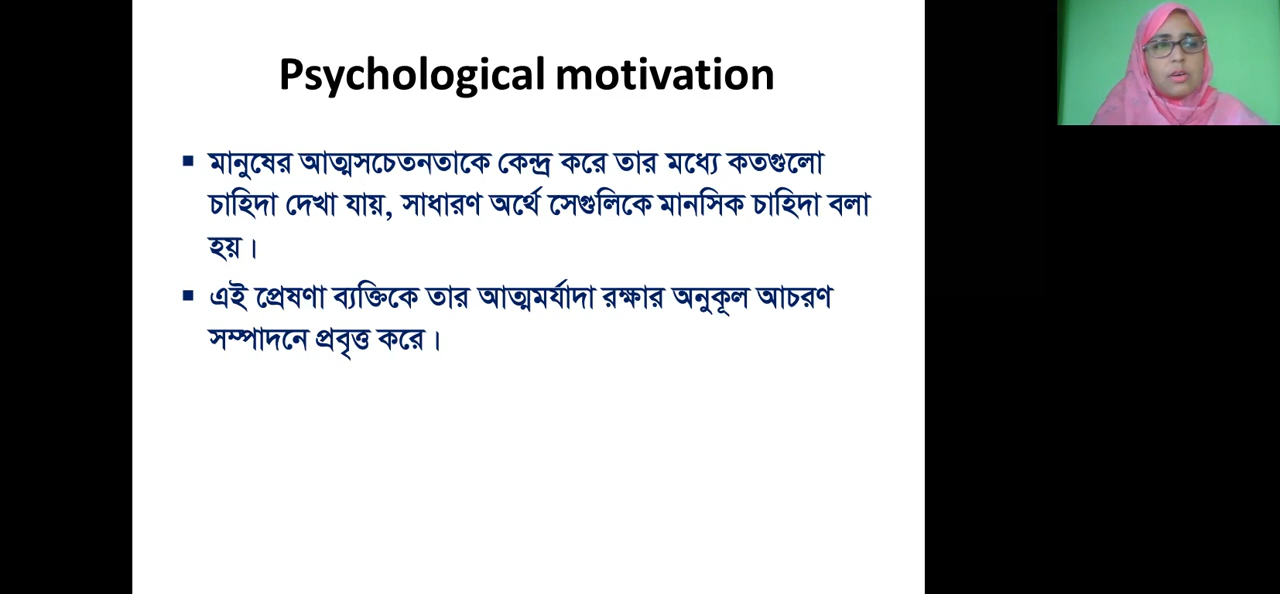 Psychological motivation
▪ মানুষের আত্মসচেতনতাকে কেন্দ্র করে তার মধ্যে কতগুলো
চাহিদা দেখা যায়, সাধারণ অর্থে সেগুলিকে মানসিক চাহিদা বলা
হয়।
▪ এই প্রেষণা ব্যক্তিকে তার আত্মমর্যাদা রক্ষার অনুকূল আচরণ
সম্পাদনে প্রবৃত্ত করে।